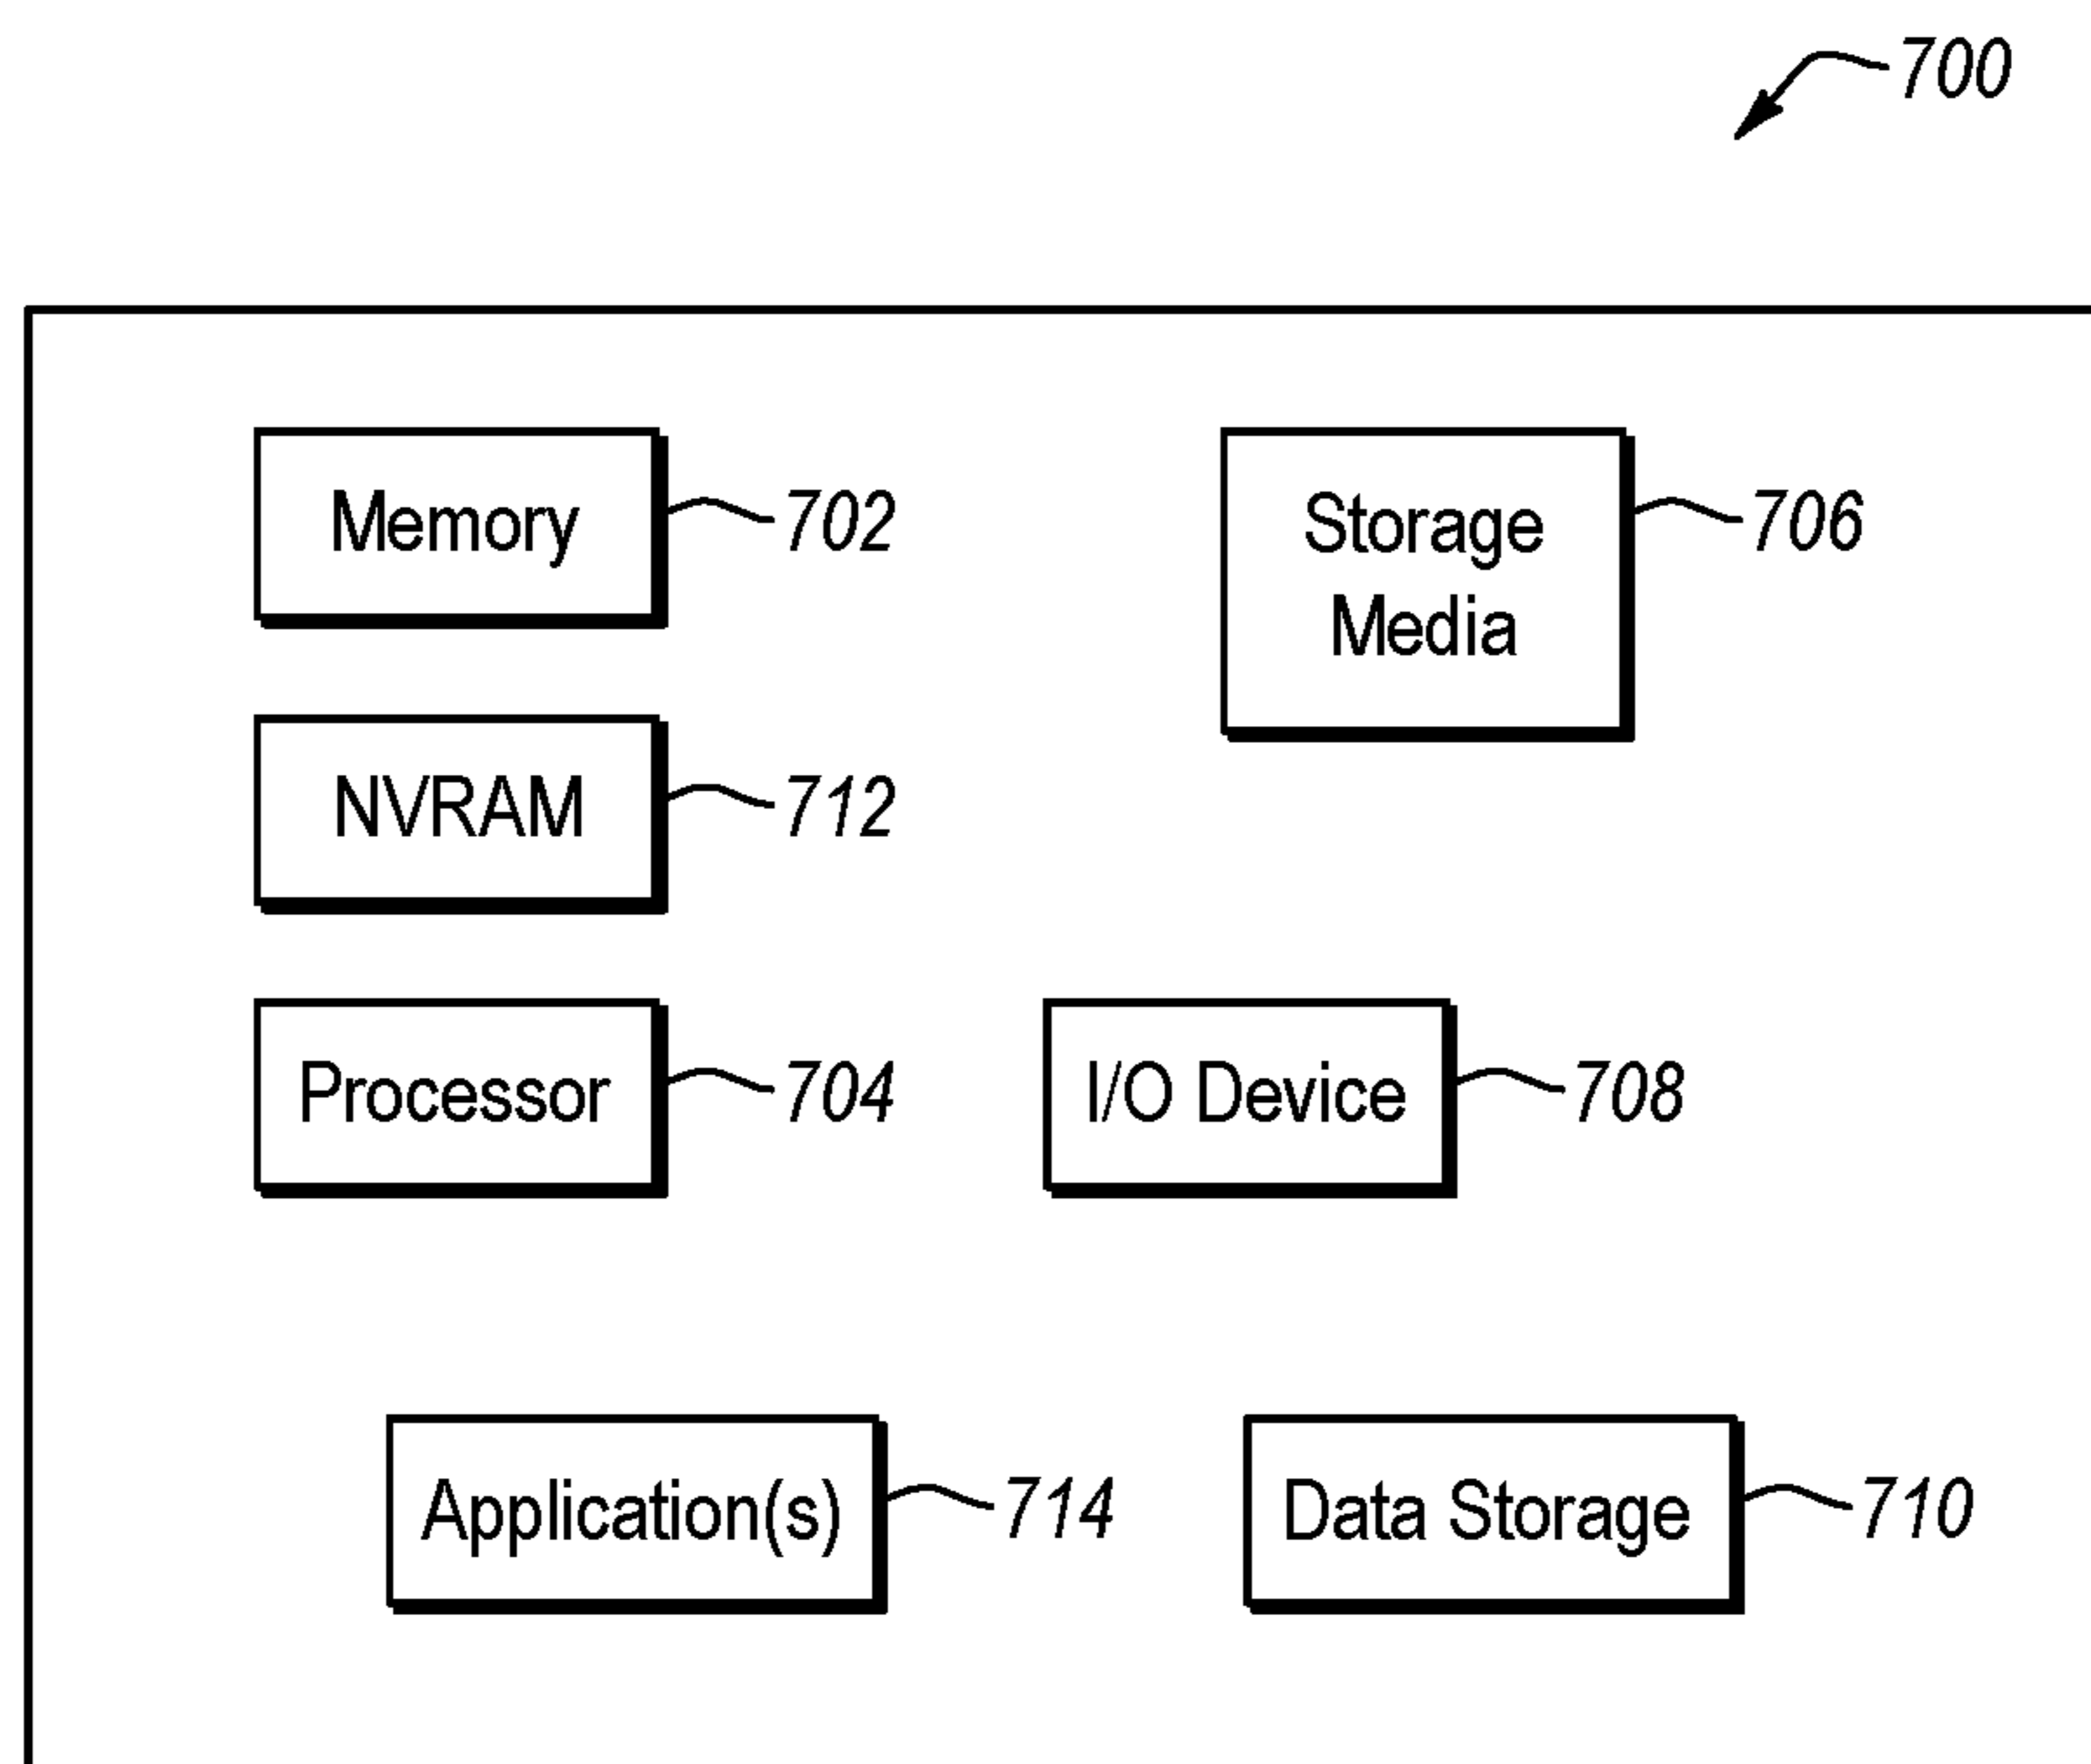 700
Memory 702
Storage 706
Media
NVRAM 712
Processor 704
I/O Device 708
Application(s) 714
Data Storage 710